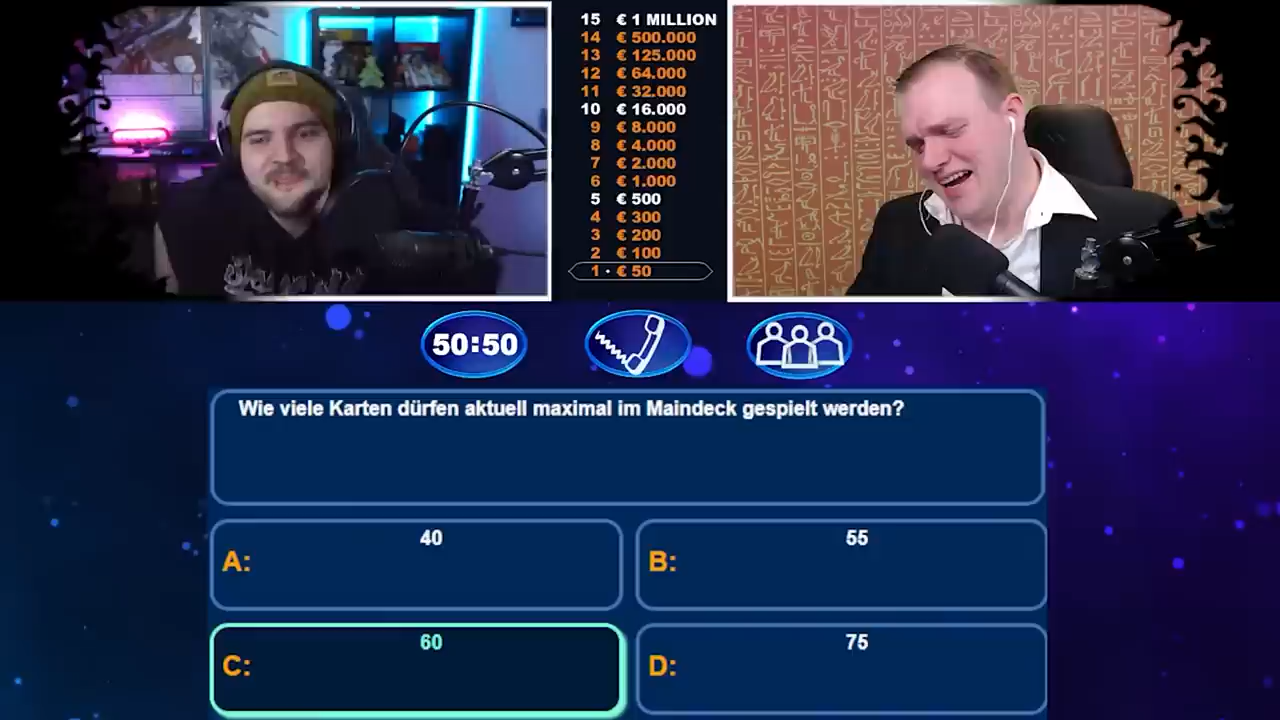 15 € 1 MILLION
14 € 500.000
13 € 125.000
12 € 64.000
11 € 32.000
10 € 16.000
9 € 8.000
8 € 4.000
7 € 2.000
6 € 1.000
5 € 500
4 € 300
3 € 200
2 € 100
1 · € 50
50:50
Wie viele Karten dürfen aktuell maximal im Maindeck gespielt werden?
A: 40
B: 55
C: 60
D: 75